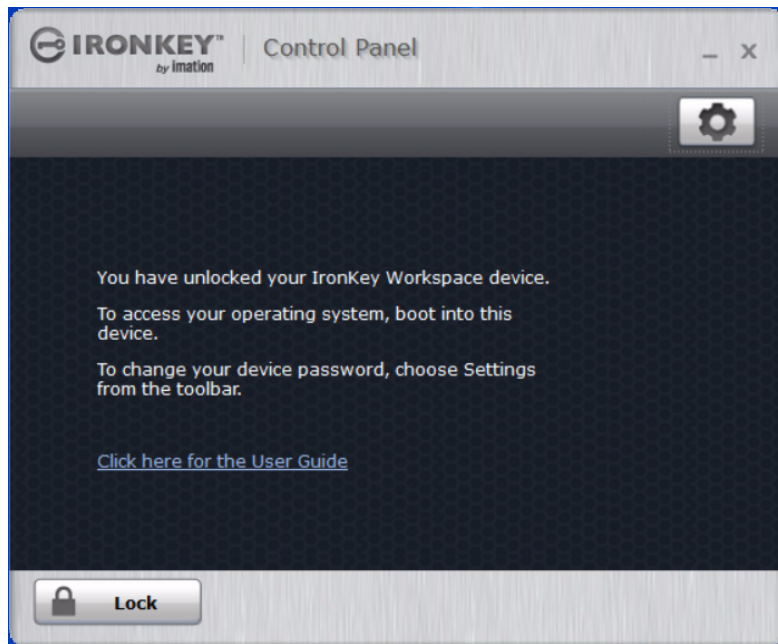 IRONKEY™
by imation
Control Panel
You have unlocked your IronKey Workspace device.
To access your operating system, boot into this
device.
To change your device password, choose Settings
from the toolbar.
Click here for the User Guide
Lock